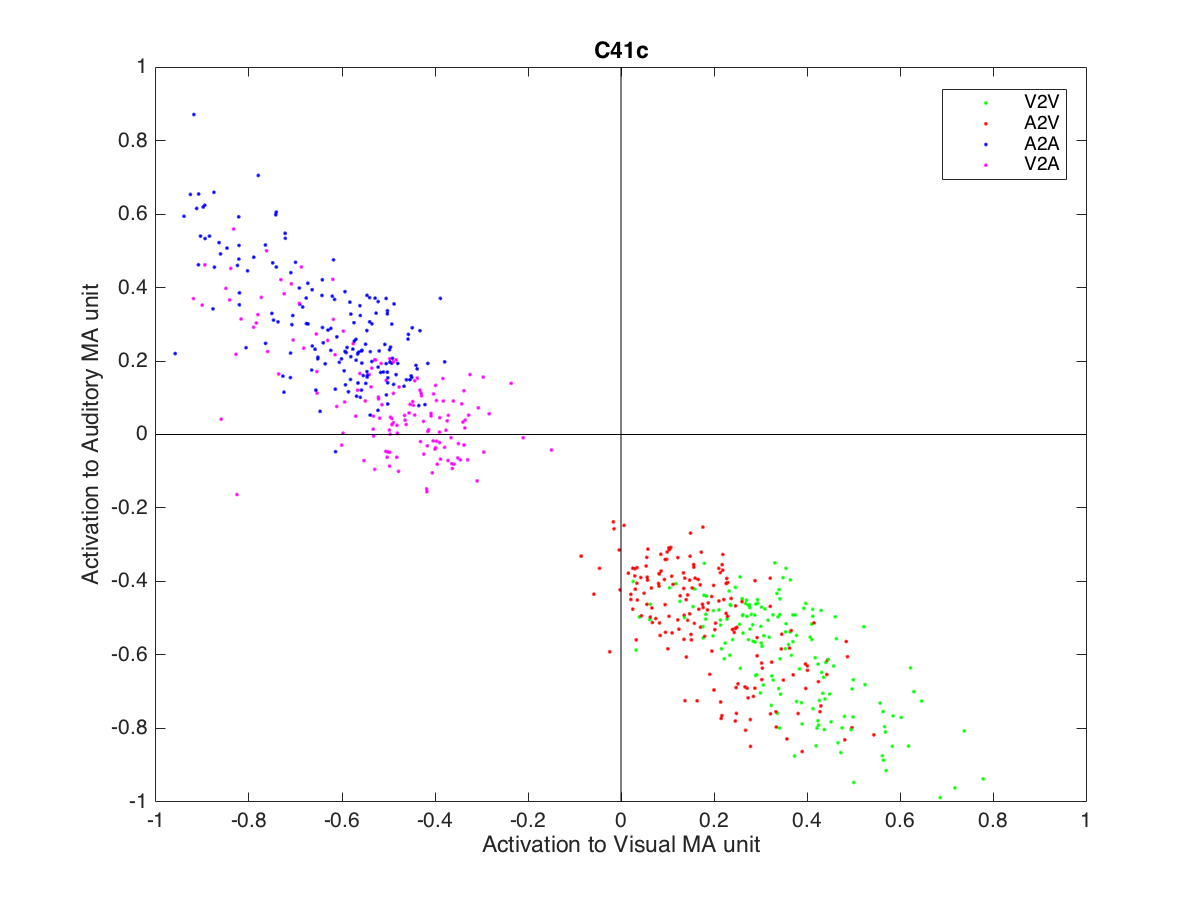 C41c
1
0.8
0.6
0.4
0.2
0
-0.2
-0.4
-0.6
-0.8
-1
Activation to Auditory MA unit
V2V
A2V
A2A
V2A
-1 -0.8 -0.6 -0.4 -0.2 0 0.2 0.4 0.6 0.8 1
Activation to Visual MA unit